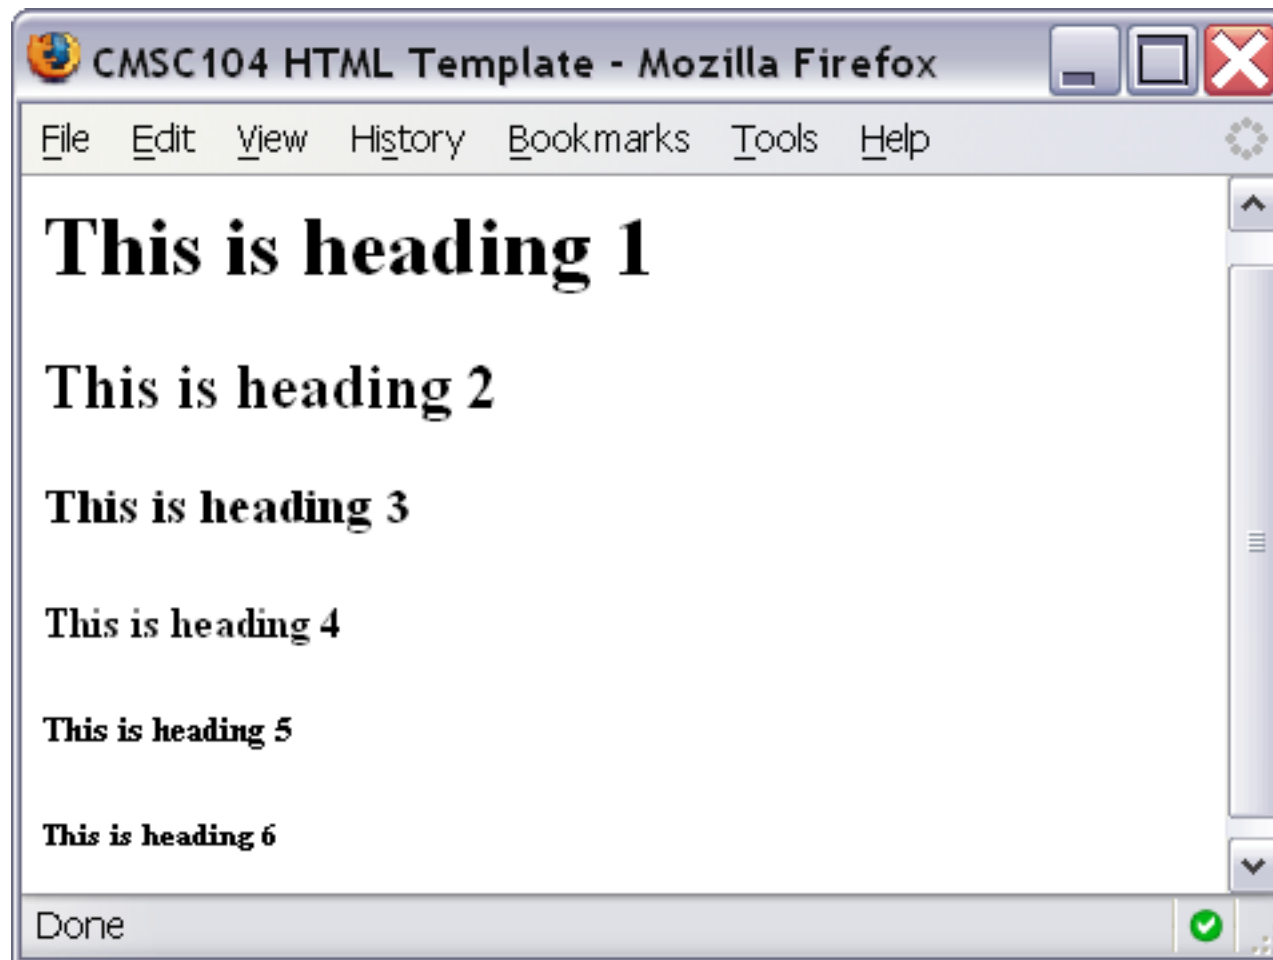 CMSC104 HTML Template - Mozilla Firefox
File Edit View History Bookmarks Tools Help
This is heading 1
This is heading 2
This is heading 3
This is heading 4
This is heading 5
This is heading 6
Done